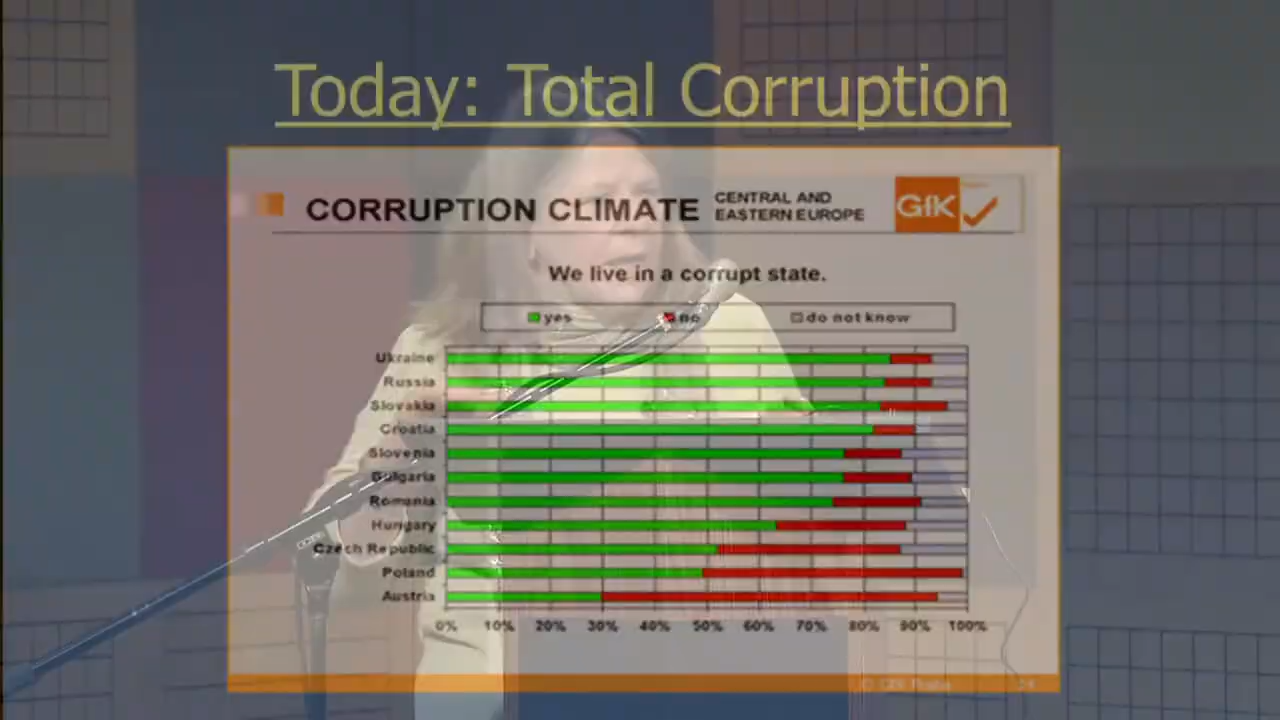 Today: Total Corruption
CORRUPTION CLIMATE
CENTRAL AND
EASTERN EUROPE
GfK
We live in a corrupt state.
yes no do not know
Ukraine
Russia
Slovakia
Croatia
Slovenia
Bulgaria
Romania
Hungary
Czech Republic
Poland
Austria
0% 10% 20% 30% 40% 50% 60% 70% 80% 90% 100%